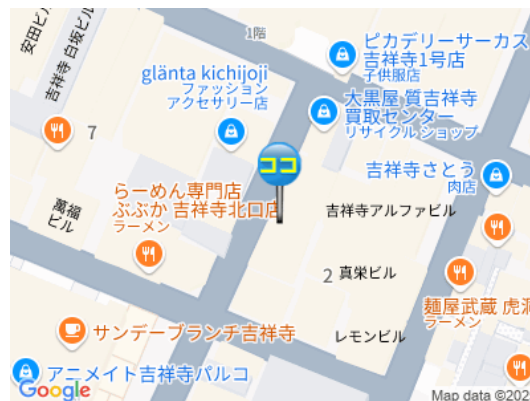 安田ビル
吉祥寺 白坂ビル
1階
ピカデリーサーカス
吉祥寺1号店
子供服店
glänta kichijoji
ファッション
アクセサリー店
大黒屋 質吉祥寺
買取センター
リサイクル ショップ
7
ココ
吉祥寺さとう
肉店
らーめん専門店
ぶぶか 吉祥寺北口店
ラーメン
萬福
ビル
吉祥寺アルファビル
2
真栄ビル
麺屋武蔵 虎洞
ラーメン
サンデーブランチ吉祥寺
レモンビル
アニメイト吉祥寺パルコ
Google
Map data ©202